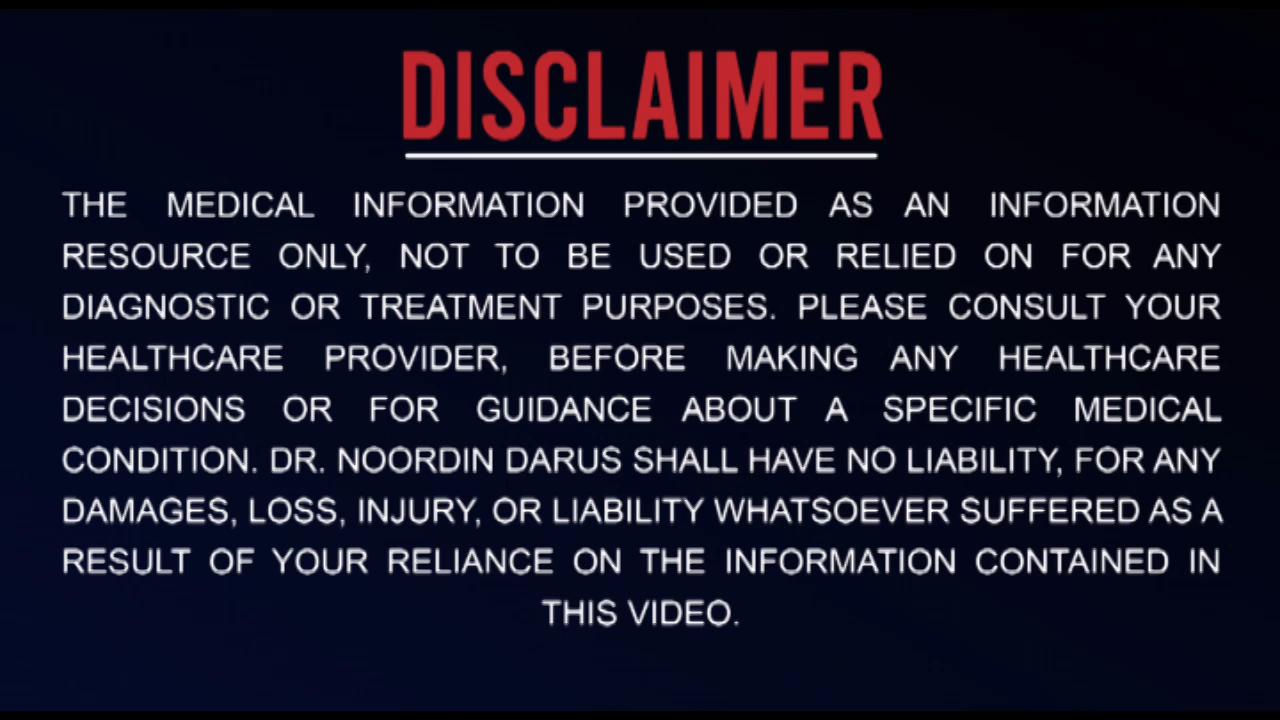 DISCLAIMER
THE MEDICAL INFORMATION PROVIDED AS AN INFORMATION
RESOURCE ONLY, NOT TO BE USED OR RELIED ON FOR ANY
DIAGNOSTIC OR TREATMENT PURPOSES. PLEASE CONSULT YOUR
HEALTHCARE PROVIDER, BEFORE MAKING ANY HEALTHCARE
DECISIONS OR FOR GUIDANCE ABOUT A SPECIFIC MEDICAL
CONDITION. DR. NOORDIN DARUS SHALL HAVE NO LIABILITY, FOR ANY
DAMAGES, LOSS, INJURY, OR LIABILITY WHATSOEVER SUFFERED AS A
RESULT OF YOUR RELIANCE ON THE INFORMATION CONTAINED IN
THIS VIDEO.